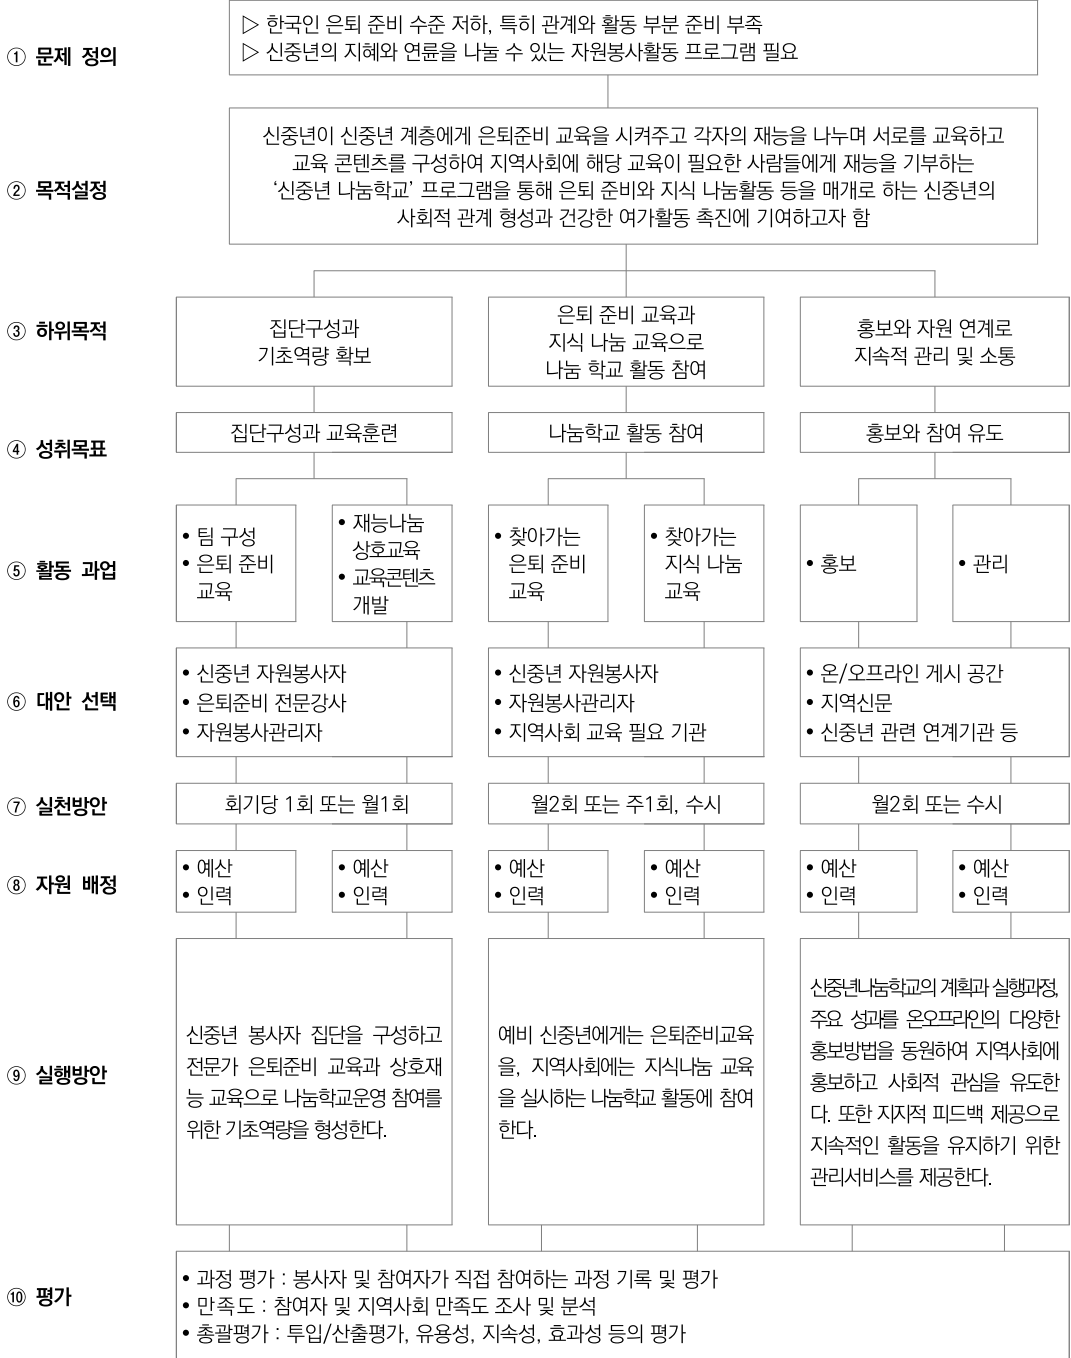 ① 문제 정의
▷ 한국인 은퇴 준비 수준 저하, 특히 관계와 활동 부분 준비 부족
▷ 신중년의 지혜와 연륜을 나눌 수 있는 자원봉사활동 프로그램 필요
② 목적설정
신중년이 신중년 계층에게 은퇴준비 교육을 시켜주고 각자의 재능을 나누며 서로를 교육하고
교육 콘텐츠를 구성하여 지역사회에 해당 교육이 필요한 사람들에게 재능을 기부하는
‘신중년 나눔학교’ 프로그램을 통해 은퇴 준비와 지식 나눔활동 등을 매개로 하는 신중년의
사회적 관계 형성과 건강한 여가활동 촉진에 기여하고자 함
③ 하위목적
집단구성과
기초역량 확보
은퇴 준비 교육과
지식 나눔 교육으로
나눔 학교 활동 참여
홍보와 자원 연계로
지속적 관리 및 소통
④ 성취목표
집단구성과 교육훈련
나눔학교 활동 참여
홍보와 참여 유도
⑤ 활동 과업
• 팀 구성
• 은퇴 준비
교육
• 재능나눔
상호교육
• 교육콘텐츠
개발
• 찾아가는
은퇴 준비
교육
• 찾아가는
지식 나눔
교육
• 홍보
• 관리
⑥ 대안 선택
• 신중년 자원봉사자
• 은퇴준비 전문강사
• 자원봉사관리자
• 신중년 자원봉사자
• 자원봉사관리자
• 지역사회 교육 필요 기관
• 온/오프라인 게시 공간
• 지역신문
• 신중년 관련 연계기관 등
⑦ 실천방안
회기당 1회 또는 월1회
월2회 또는 주1회, 수시
월2회 또는 수시
⑧ 자원 배정
• 예산
• 인력
• 예산
• 인력
• 예산
• 인력
• 예산
• 인력
• 예산
• 인력
• 예산
• 인력
⑨ 실행방안
신중년 봉사자 집단을 구성하고
전문가 은퇴준비 교육과 상호재
능 교육으로 나눔학교운영 참여를
위한 기초역량을 형성한다.
예비 신중년에게는 은퇴준비교육
을, 지역사회에는 지식나눔 교육
을 실시하는 나눔학교 활동에 참여
한다.
신중년나눔학교의 계획과 실행과정,
주요 성과를 온오프라인의 다양한
홍보방법을 동원하여 지역사회에
홍보하고 사회적 관심을 유도한
다. 또한 지지적 피드백 제공으로
지속적인 활동을 유지하기 위한
관리서비스를 제공한다.
⑩ 평가
• 과정 평가 : 봉사자 및 참여자가 직접 참여하는 과정 기록 및 평가
• 만족도 : 참여자 및 지역사회 만족도 조사 및 분석
• 총괄평가 : 투입/산출평가, 유용성, 지속성, 효과성 등의 평가